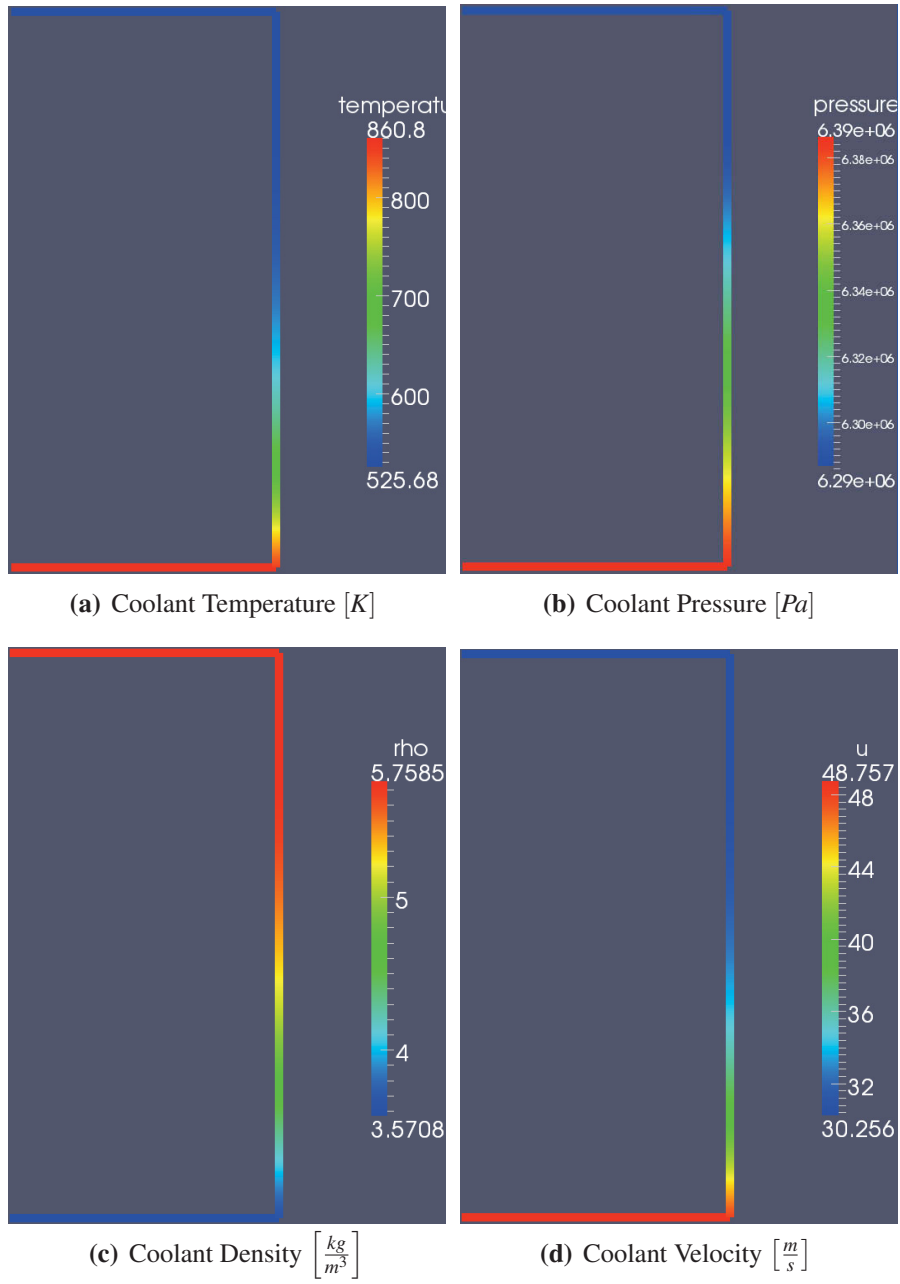 temperatu
860.8
800
700
600
525.68
(a) Coolant Temperature [K]
pressure
6.39e+06
6.38e+06
6.36e+06
6.34e+06
6.32e+06
6.30e+06
6.29e+06
(b) Coolant Pressure [Pa]
rho
5.7585
5
4
3.5708
(c) Coolant Density [kg/m³]
u
48.757
48
44
40
36
32
30.256
(d) Coolant Velocity [m/s]